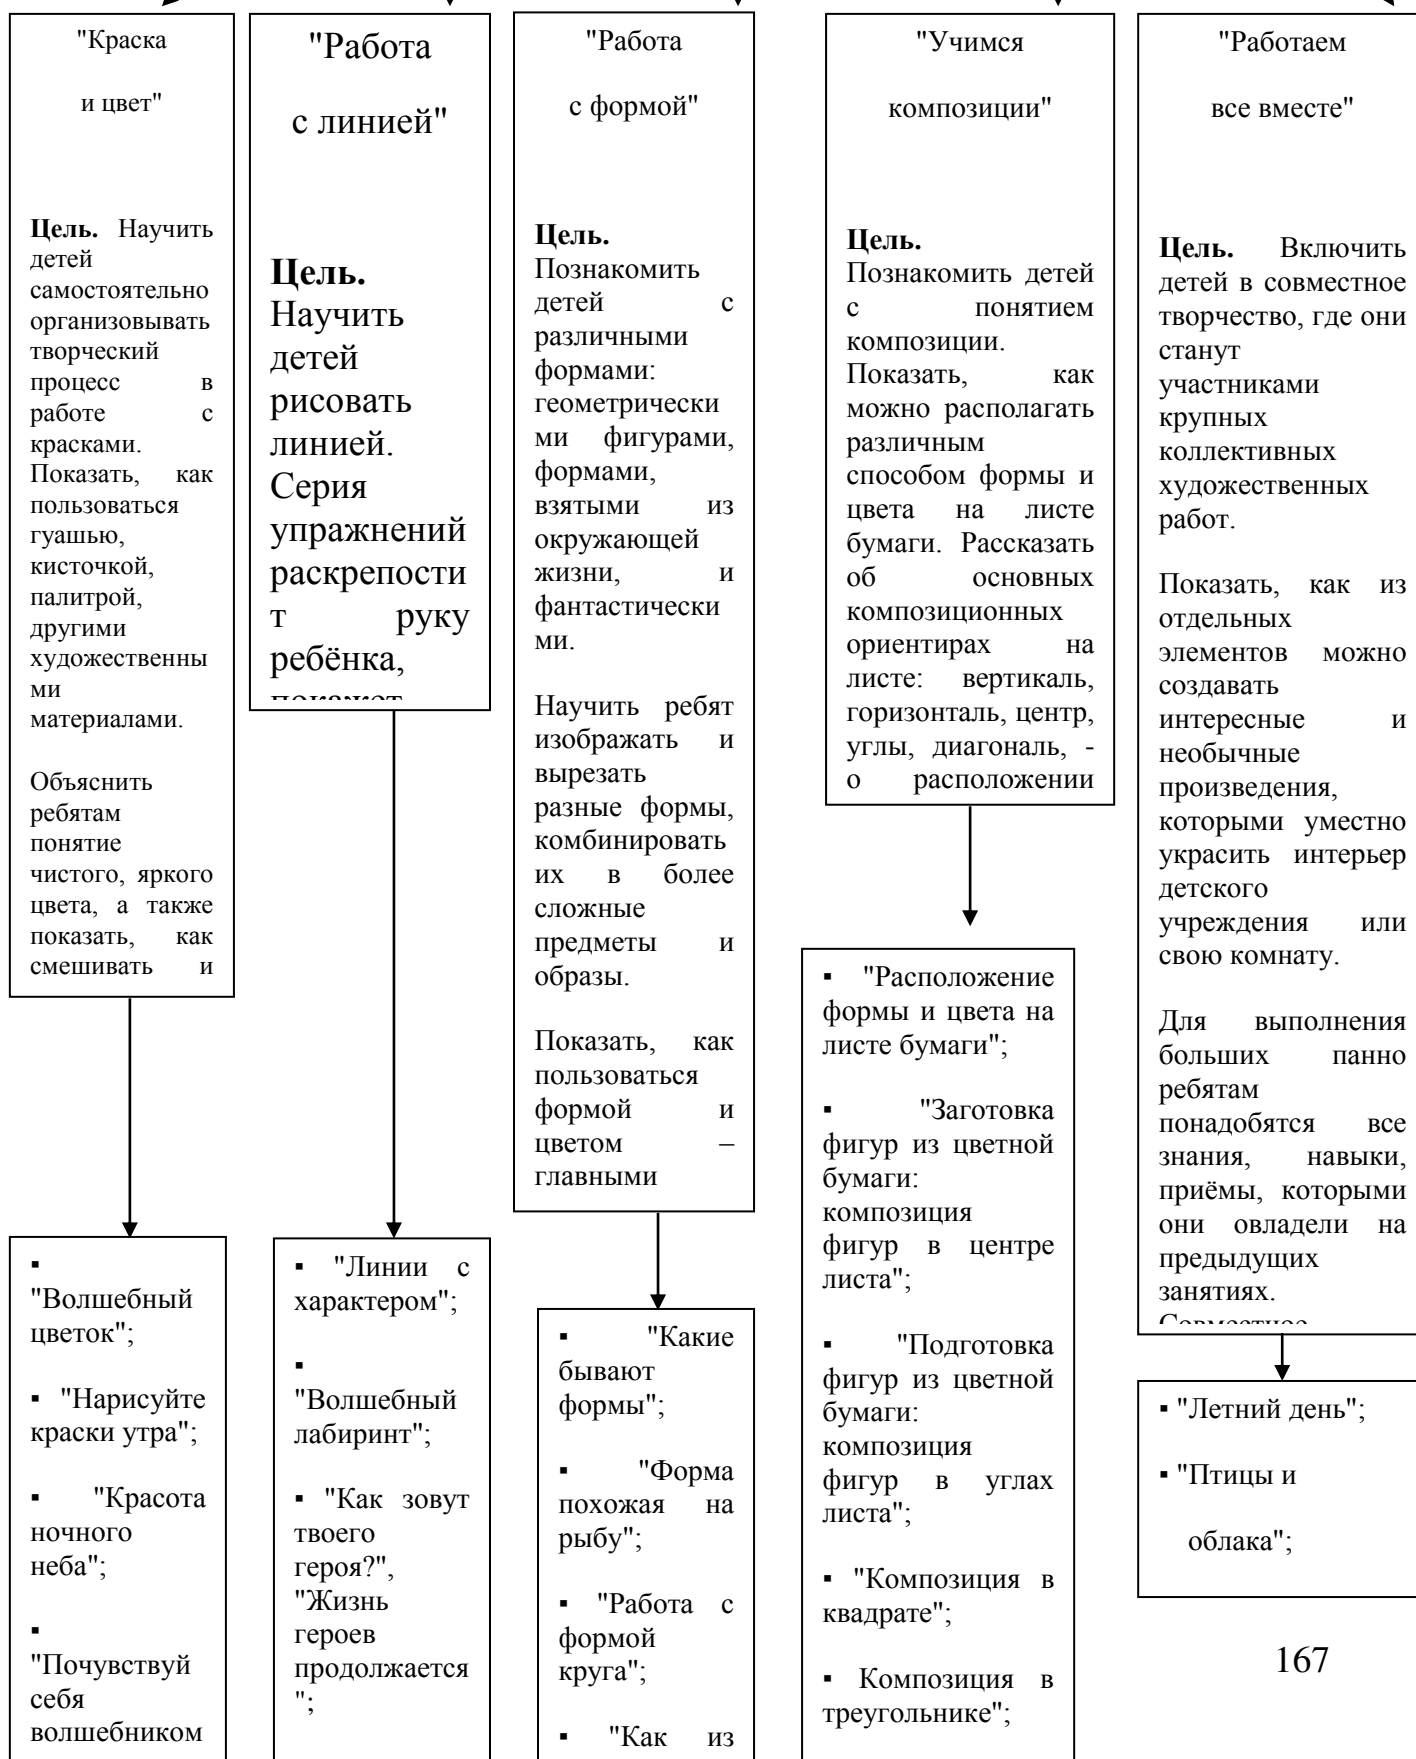 "Краска
и цвет"
Цель. Научить
детей
самостоятельно
организовывать
творческий
процесс в
работе с
красками.
Показать, как
пользоваться
гуашью,
кисточкой,
палитрой,
другими
художественны
ми
материалами.
Объяснить
ребятам
понятие
чистого, яркого
цвета, а также
показать, как
смешивать и
▪
"Волшебный
цветок";
▪ "Нарисуйте
краски утра";
▪ "Красота
ночного
неба";
▪
"Почувствуй
себя
волшебником
"Работа
с линией"
Цель.
Научить
детей
рисовать
линией.
Серия
упражнений
раскрепости
т руку
ребёнка,
покажет
▪ "Линии с
характером";
▪
"Волшебный
лабиринт";
▪ "Как зовут
твоего
героя?",
"Жизнь
героев
продолжается
";
"Работа
с формой"
Цель.
Познакомить
детей с
различными
формами:
геометрически
ми фигурами,
формами,
взятыми из
окружающей
жизни, и
фантастически
ми.
Научить ребят
изображать и
вырезать
разные формы,
комбинировать
их в более
сложные
предметы и
образы.
Показать, как
пользоваться
формой и
цветом –
главными
▪ "Какие
бывают
формы";
▪ "Форма
похожая на
рыбу";
▪ "Работа с
формой
круга";
▪ "Как из
"Учимся
композиции"
Цель.
Познакомить детей
с понятием
композиции.
Показать, как
можно располагать
различным
способом формы и
цвета на листе
бумаги. Рассказать
об основных
композиционных
ориентирах на
листе: вертикаль,
горизонталь, центр,
углы, диагональ, -
о расположении
▪ "Расположение
формы и цвета на
листе бумаги";
▪ "Заготовка
фигур из цветной
бумаги:
композиция
фигур в центре
листа";
▪ "Подготовка
фигур из цветной
бумаги:
композиция
фигур в углах
листа";
▪ "Композиция в
квадрате";
▪ Композиция в
треугольнике";
"Работаем
все вместе"
Цель. Включить
детей в совместное
творчество, где они
станут
участниками
крупных
коллективных
художественных
работ.
Показать, как из
отдельных
элементов можно
создавать
интересные и
необычные
произведения,
которыми уместно
украсить интерьер
детского
учреждения или
свою комнату.
Для выполнения
больших панно
ребятам
понадобятся все
знания, навыки,
приёмы, которыми
они овладели на
предыдущих
занятиях.
Совместное
▪ "Летний день";
▪ "Птицы и
облака";
167